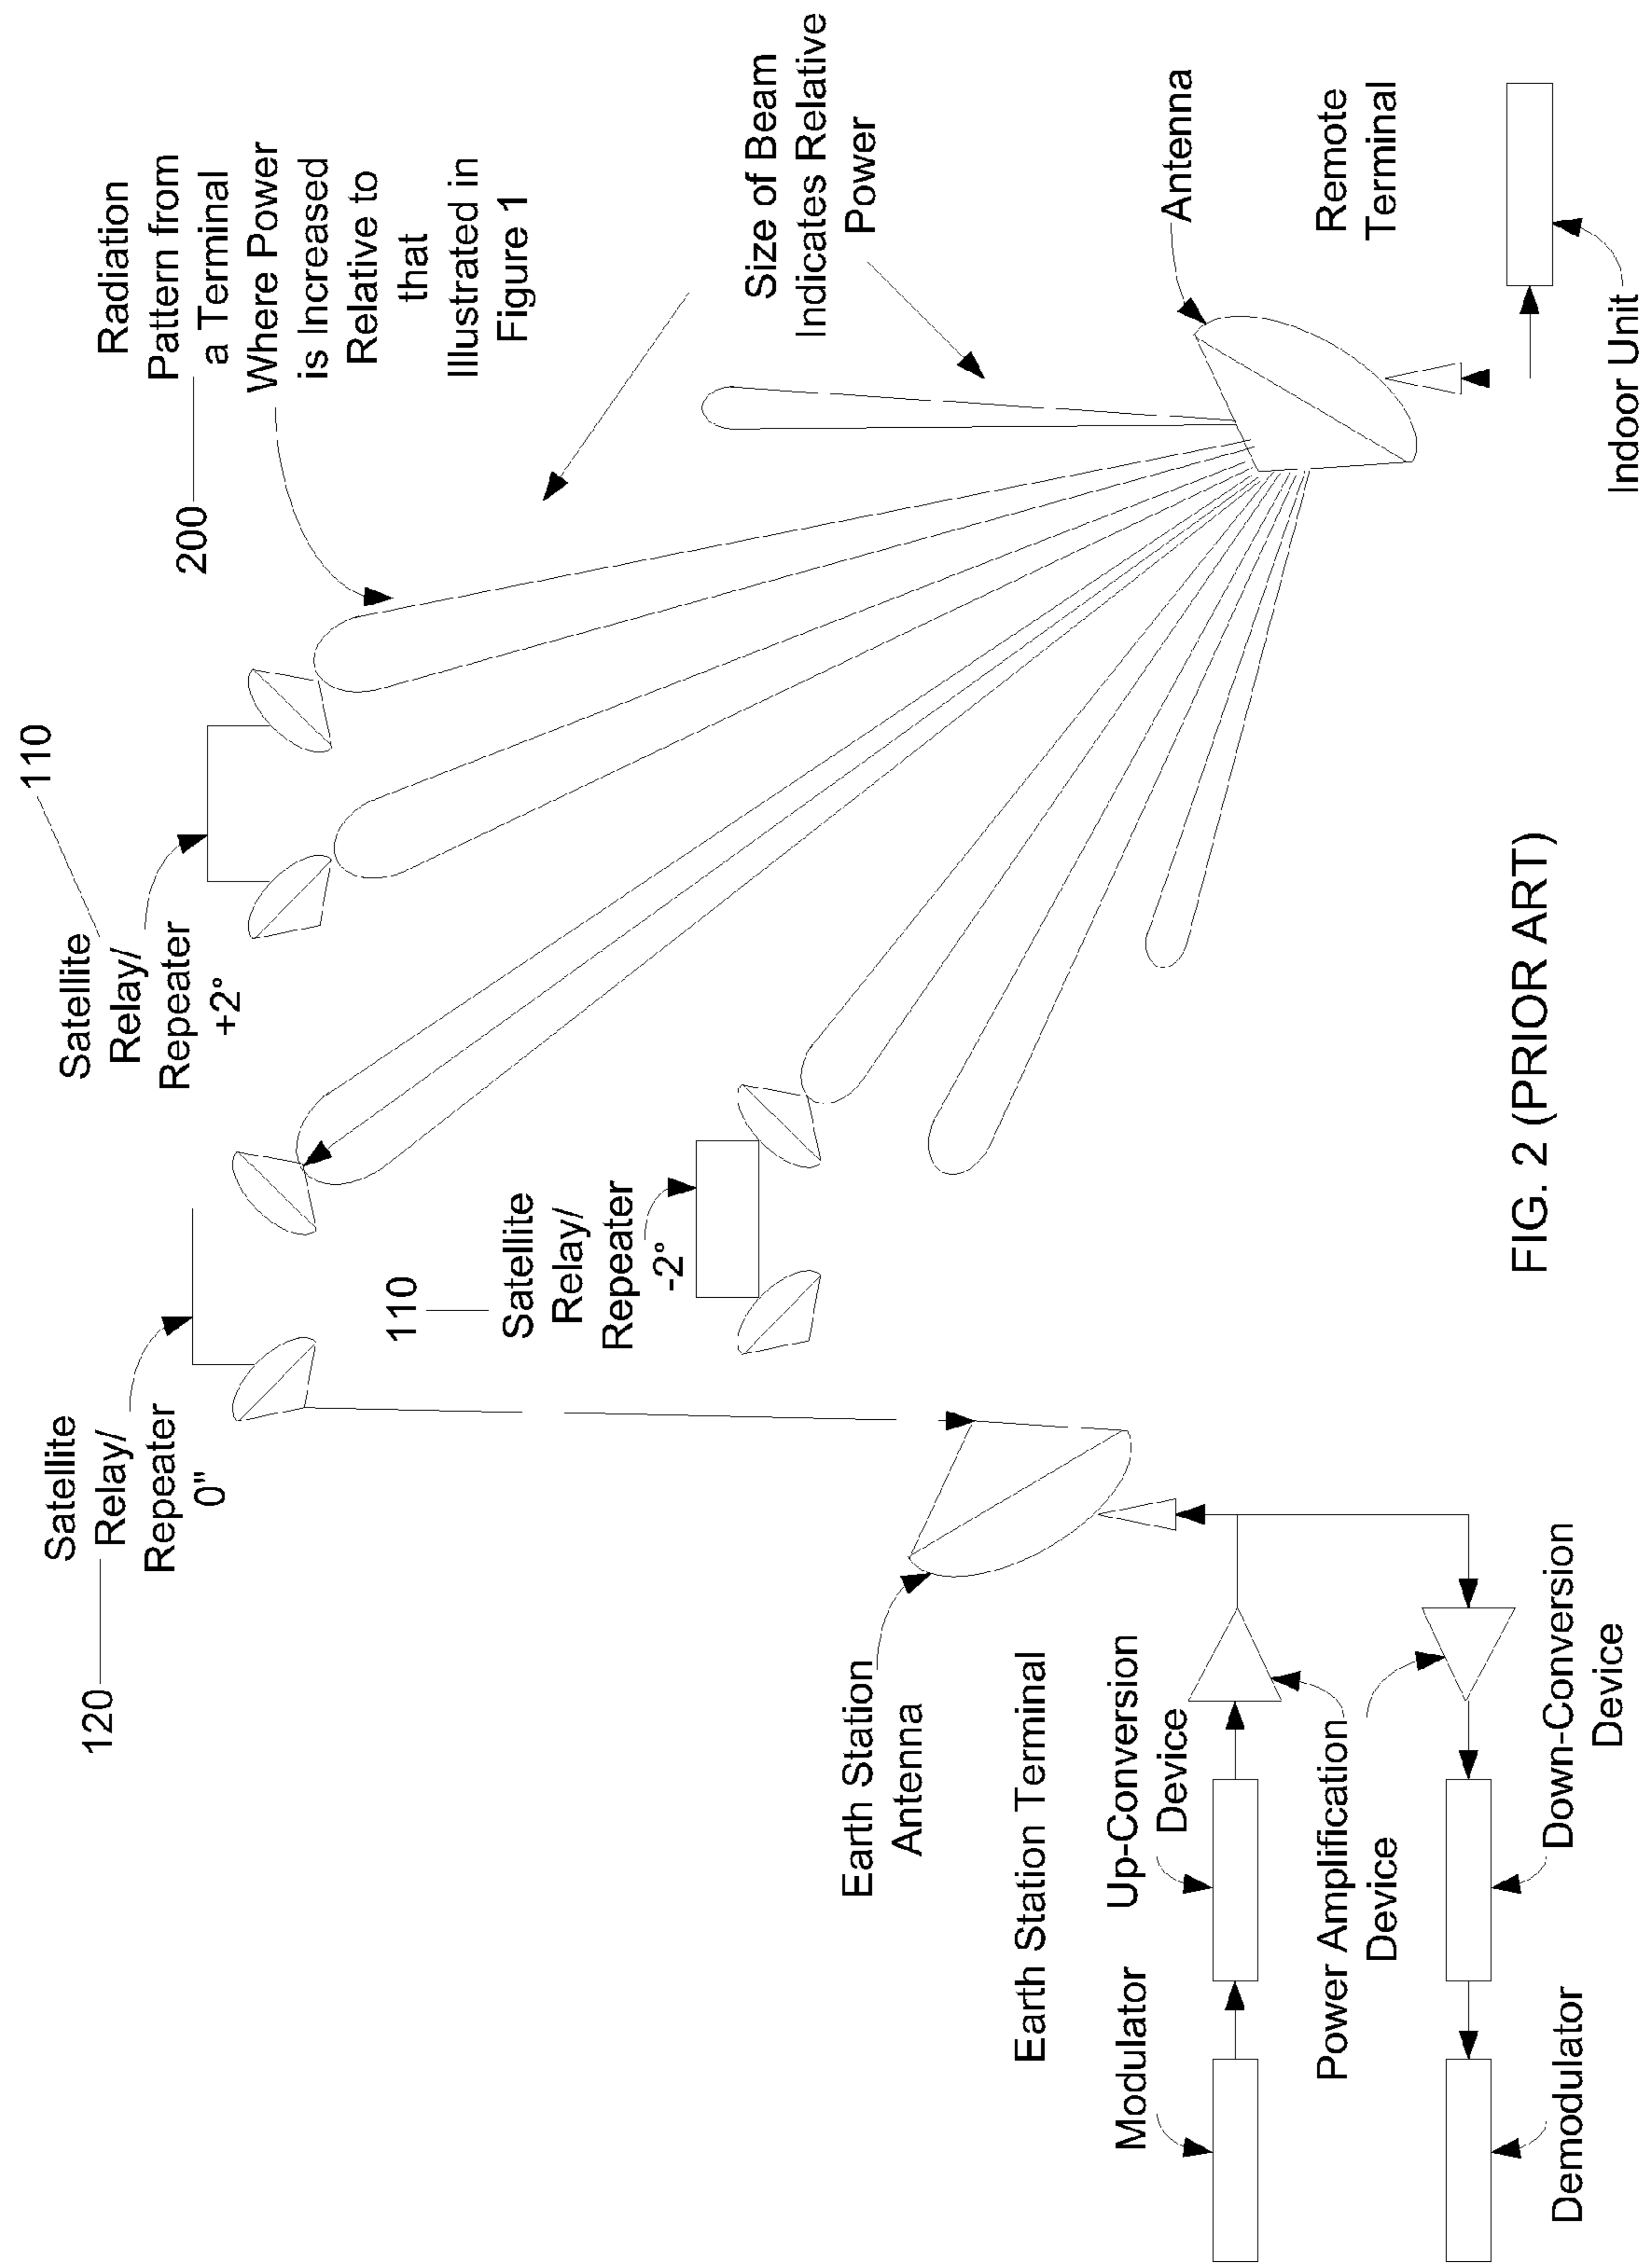 120
Satellite
Relay/
Repeater
0"
110
Satellite
Relay/
Repeater
+2°
200
Radiation
Pattern from
a Terminal
Where Power
is Increased
Relative to
that
Illustrated in
Figure 1
110
Satellite
Relay/
Repeater
-2°
Size of Beam
Indicates Relative
Power
Earth Station
Antenna
Antenna
Earth Station Terminal
Remote
Terminal
Modulator
Up-Conversion
Device
Power Amplification
Device
Indoor Unit
Demodulator
Down-Conversion
Device
FIG. 2 (PRIOR ART)